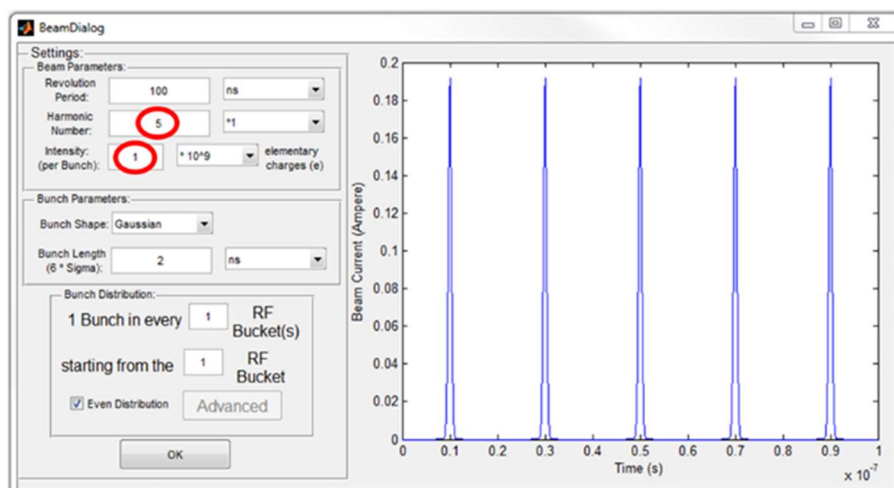 BeamDialog
Settings:
Beam Parameters:
Revolution
Period:
100
ns
Harmonic
Number:
5
*1
Intensity:
(per Bunch):
1
* 10^9
elementary
charges (e)
Bunch Parameters:
Bunch Shape:
Gaussian
Bunch Length
(6 * Sigma):
2
ns
Bunch Distribution:
1 Bunch in every
1
RF
Bucket(s)
starting from the
1
RF
Bucket
Even Distribution
Advanced
OK
0.2
0.18
0.16
0.14
0.12
0.1
0.08
0.06
0.04
0.02
0
Beam Current (Ampere)
0 0.1 0.2 0.3 0.4 0.5 0.6 0.7 0.8 0.9 1
Time (s)
x 10^-7